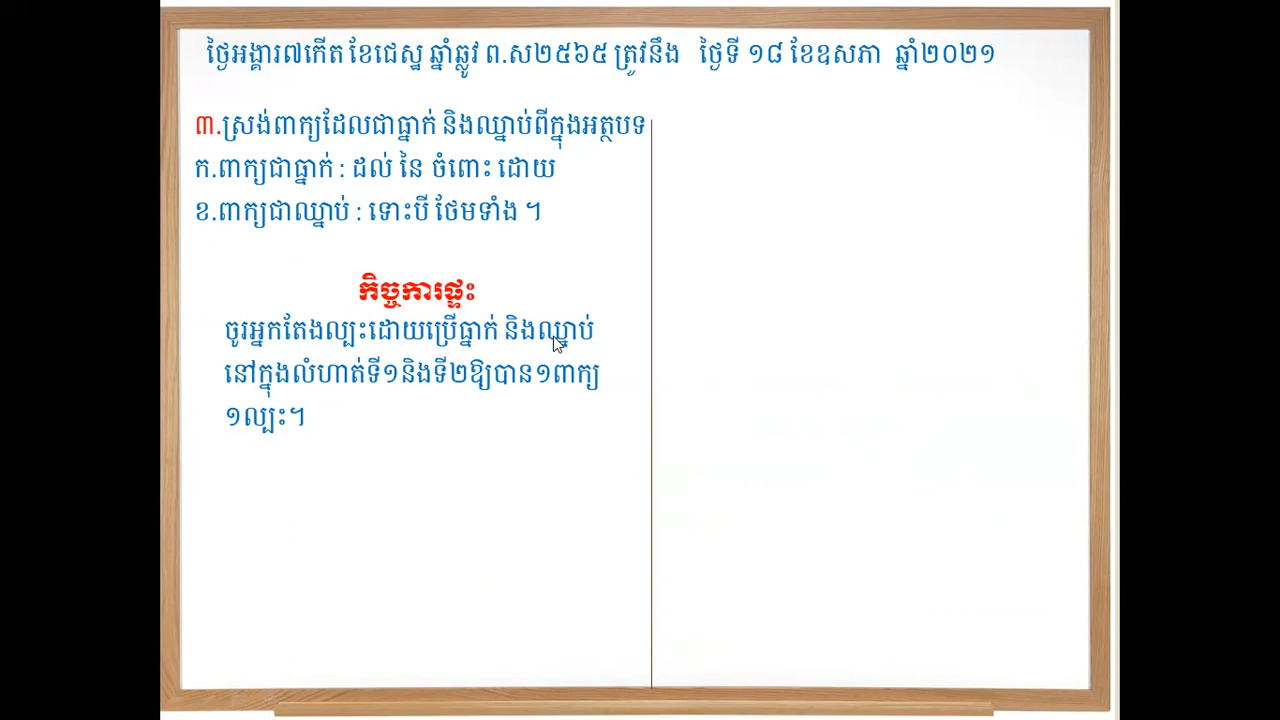 ថ្ងៃអង្គារ៧កើត ខែជេស្ឋ ឆ្នាំឆ្លូវ ព.ស២៥៦៥ ត្រូវនឹង ថ្ងៃទី ១៨ ខែឧសភា ឆ្នាំ២០២១
៣.ស្រង់ពាក្យដែលជាធ្នាក់ និងឈ្នាប់ពីក្នុងអត្ថបទ
ក.ពាក្យជាធ្នាក់ : ដល់ នៃ ចំពោះ ដោយ
ខ.ពាក្យជាឈ្នាប់ : ទោះបី ថែមទាំង ។
កិច្ចការផ្ទះ
ចូរអ្នកតែងល្បះដោយប្រើធ្នាក់ និងឈ្នាប់
នៅក្នុងលំហាត់ទី១និងទី២ឱ្យបាន១ពាក្យ
១ល្បះ។